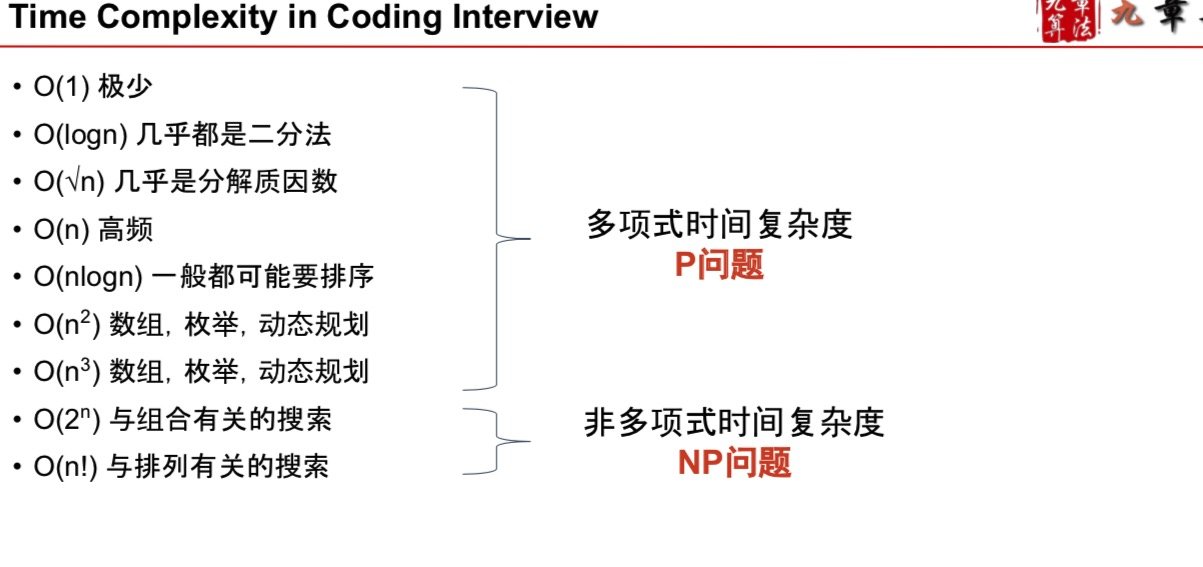 Time Complexity in Coding Interview
九章算法
九章
• O(1) 极少
• O(logn) 几乎都是二分法
• O(√n) 几乎是分解质因数
• O(n) 高频
• O(nlogn) 一般都可能要排序
• O(n²) 数组, 枚举, 动态规划
• O(n³) 数组, 枚举, 动态规划
多项式时间复杂度
P问题
• O(2ⁿ) 与组合有关的搜索
• O(n!) 与排列有关的搜索
非多项式时间复杂度
NP问题